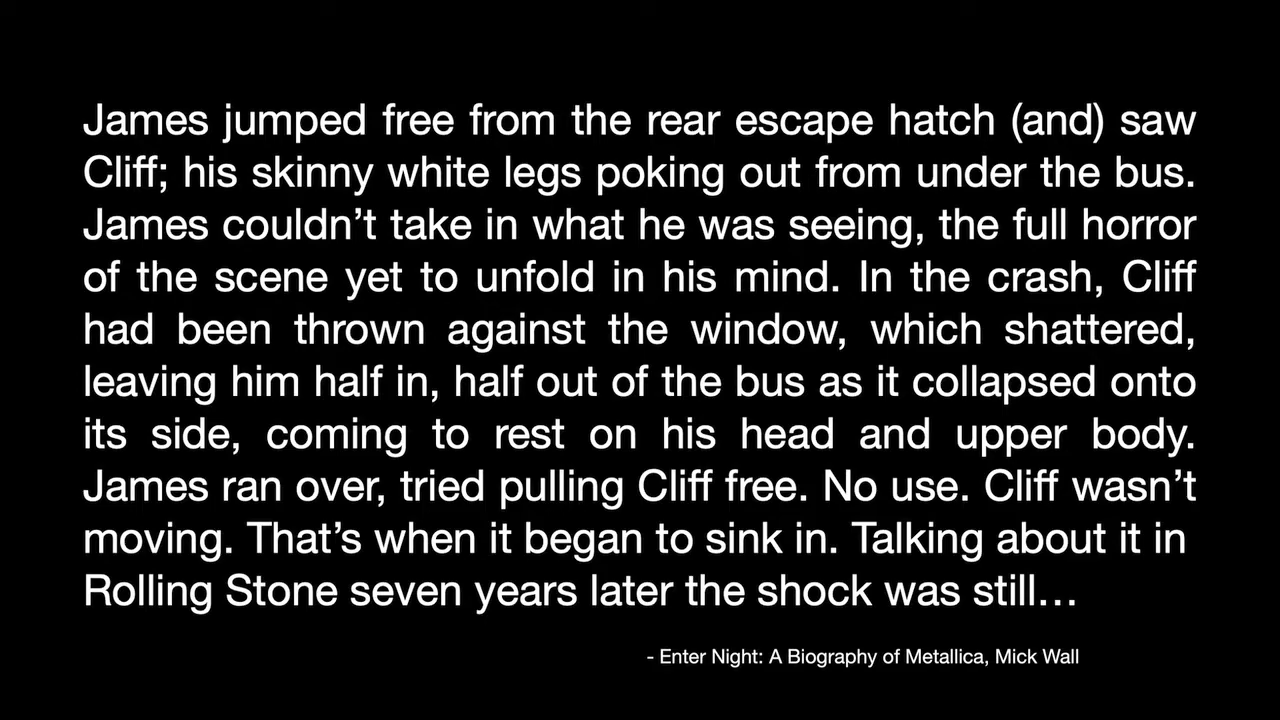 James jumped free from the rear escape hatch (and) saw
Cliff; his skinny white legs poking out from under the bus.
James couldn’t take in what he was seeing, the full horror
of the scene yet to unfold in his mind. In the crash, Cliff
had been thrown against the window, which shattered,
leaving him half in, half out of the bus as it collapsed onto
its side, coming to rest on his head and upper body.
James ran over, tried pulling Cliff free. No use. Cliff wasn’t
moving. That’s when it began to sink in. Talking about it in
Rolling Stone seven years later the shock was still…
- Enter Night: A Biography of Metallica, Mick Wall